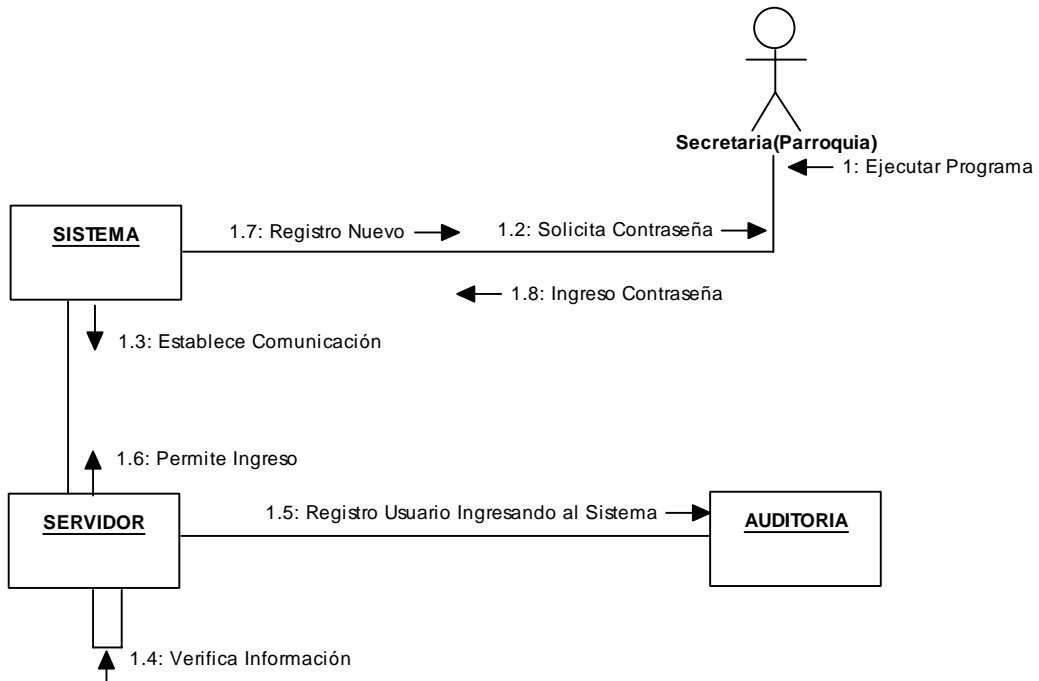 Secretaria(Parroquia)
1: Ejecutar Programa
SISTEMA
1.7: Registro Nuevo
1.2: Solicita Contraseña
1.8: Ingreso Contraseña
1.3: Establece Comunicación
1.6: Permite Ingreso
SERVIDOR
1.5: Registro Usuario Ingresando al Sistema
AUDITORIA
1.4: Verifica Información